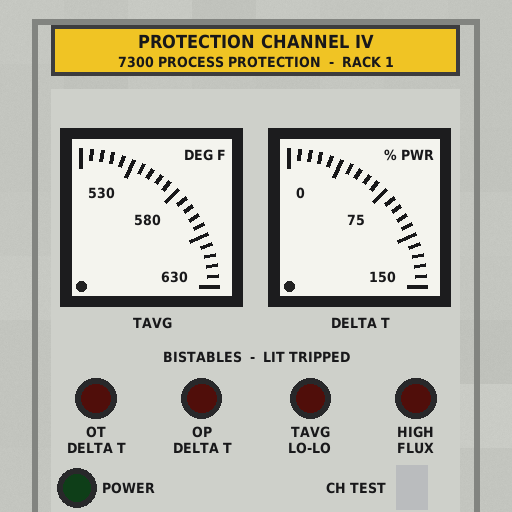 PROTECTION CHANNEL IV
7300 PROCESS PROTECTION - RACK 1
DEG F
530
580
630
TAVG
% PWR
0
75
150
DELTA T
BISTABLES - LIT TRIPPED
OT
DELTA T
OP
DELTA T
TAVG
LO-LO
HIGH
FLUX
POWER
CH TEST